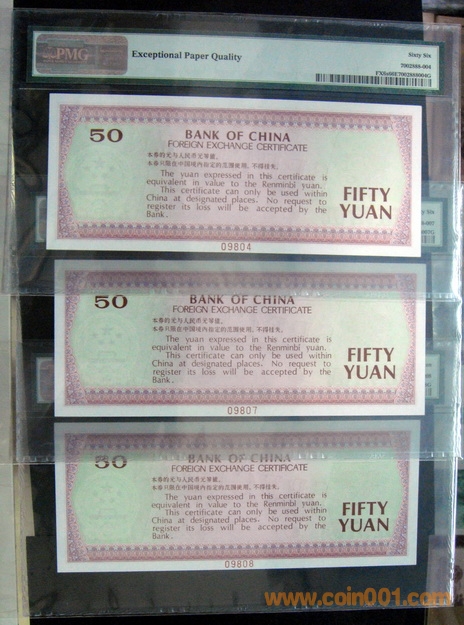 PMG
Exceptional Paper Quality
Sixty Six
7002888-004
FX6a66E7002888004G
50
BANK OF CHINA
FOREIGN EXCHANGE CERTIFICATE
本券的元与人民币元等值。
本券只限在中国境内指定的范围使用,不得挂失。
The yuan expressed in this certificate is
equivalent in value to the Renminbi yuan.
This certificate can only be used within
China at designated places. No request to
register its loss will be accepted by the
Bank.
FIFTY
YUAN
09804
50
BANK OF CHINA
FOREIGN EXCHANGE CERTIFICATE
本券的元与人民币元等值。
本券只限在中国境内指定的范围使用,不得挂失。
The yuan expressed in this certificate is
equivalent in value to the Renminbi yuan.
This certificate can only be used within
China at designated places. No request to
register its loss will be accepted by the
Bank.
FIFTY
YUAN
09807
50
BANK OF CHINA
FOREIGN EXCHANGE CERTIFICATE
本券的元与人民币元等值。
本券只限在中国境内指定的范围使用,不得挂失。
The yuan expressed in this certificate is
equivalent in value to the Renminbi yuan.
This certificate can only be used within
China at designated places. No request to
register its loss will be accepted by the
Bank.
FIFTY
YUAN
09808
www.coin001.com